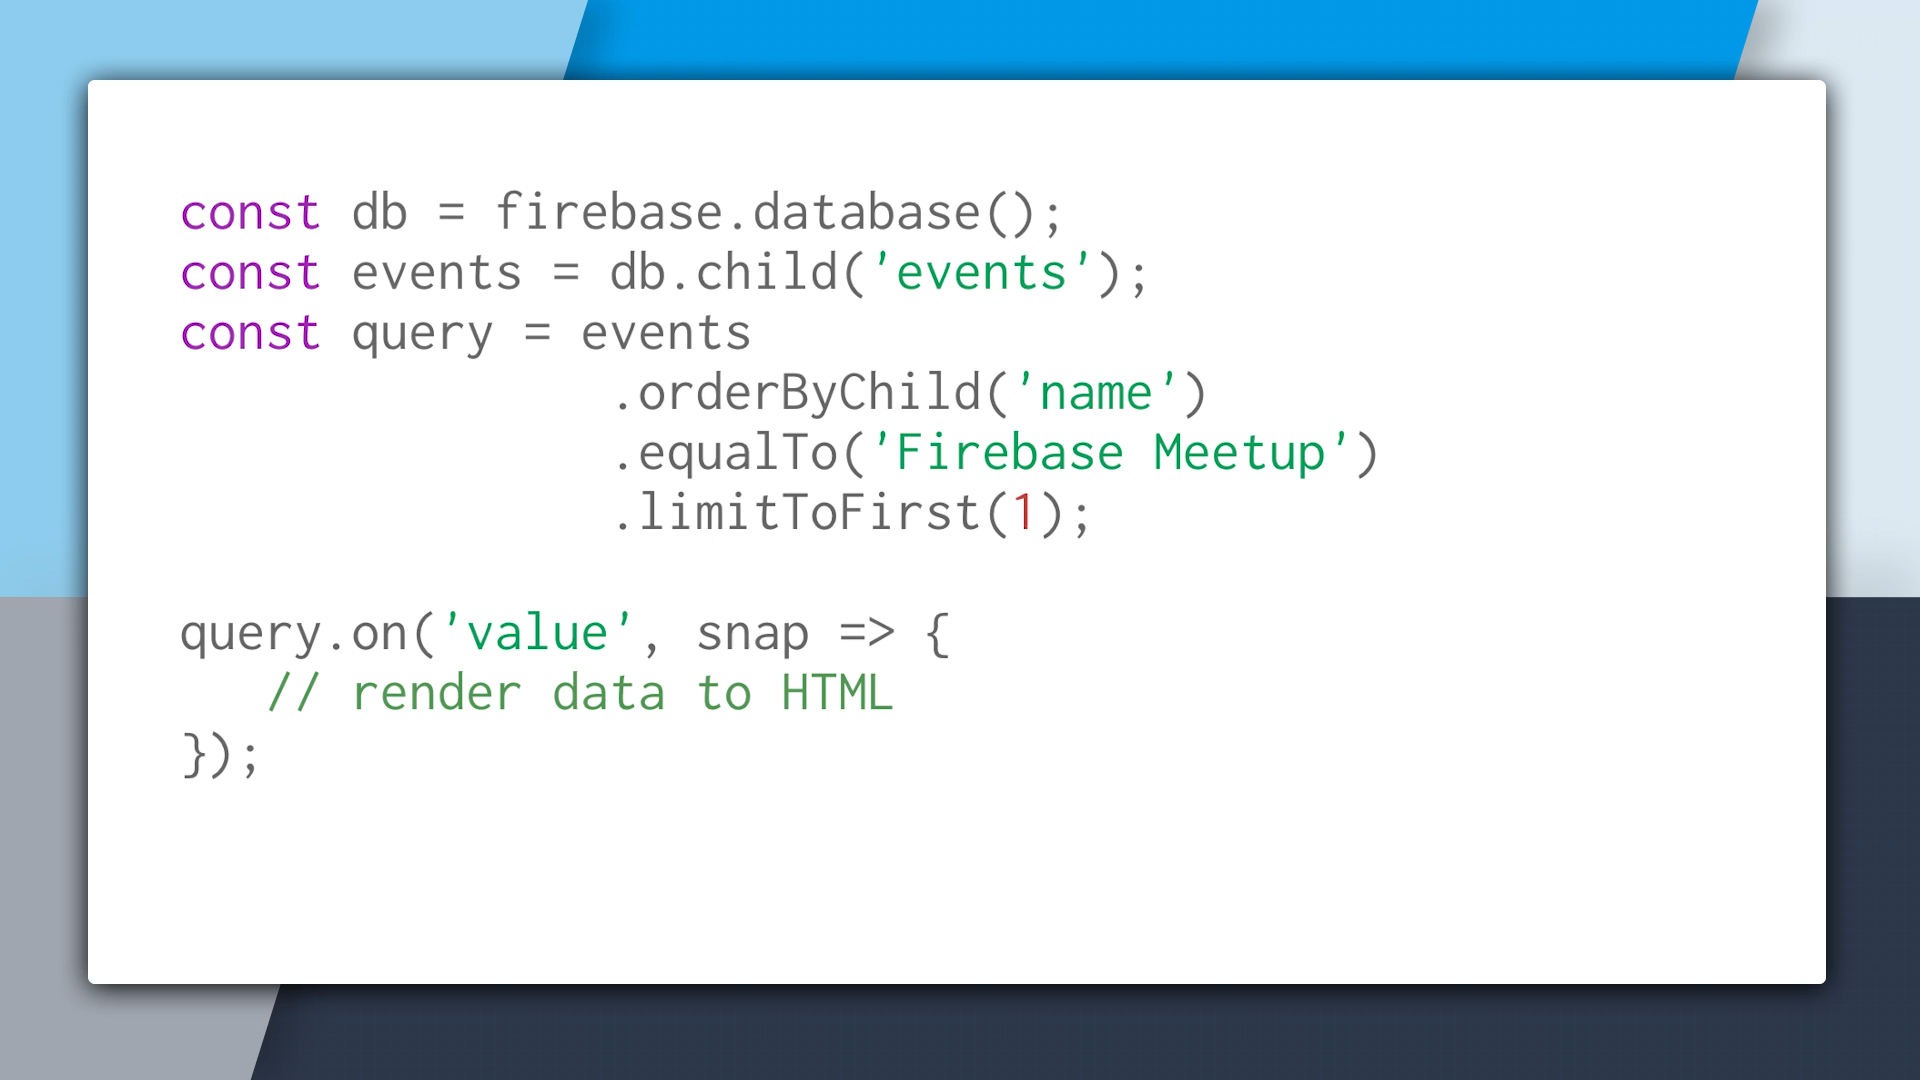 const db = firebase.database();
const events = db.child('events');
const query = events
.orderByChild('name')
.equalTo('Firebase Meetup')
.limitToFirst(1);
query.on('value', snap => {
// render data to HTML
});